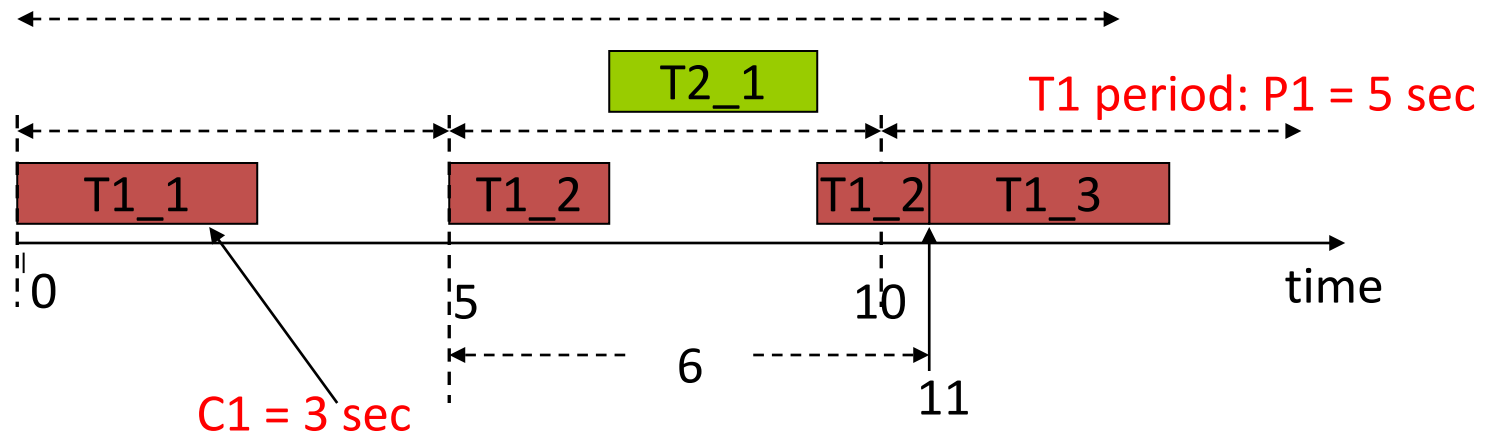 T2_1
T1 period: P1 = 5 sec
T1_1
T1_2
T1_2
T1_3
0
5
10
time
6
11
C1 = 3 sec